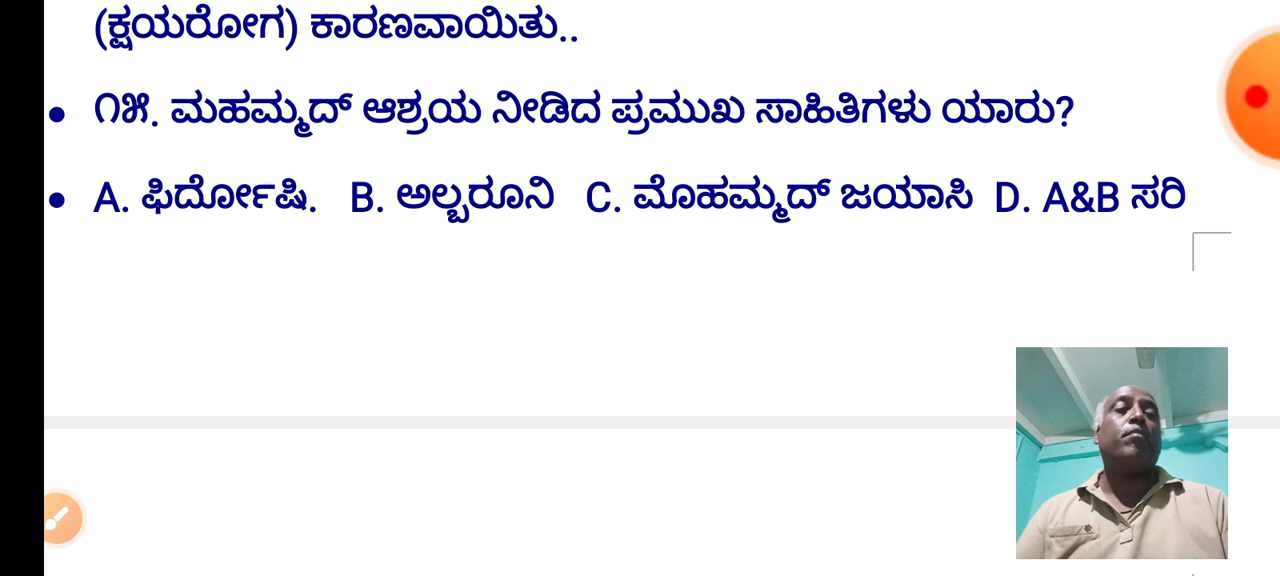 (ಕ್ಷಯರೋಗ) ಕಾರಣವಾಯಿತು..
• ೧೫. ಮಹಮ್ಮದ್ ಆಶ್ರಯ ನೀಡಿದ ಪ್ರಮುಖ ಸಾಹಿತಿಗಳು ಯಾರು?
• A. ಫಿರ್ದೋಷಿ. B. ಅಲ್ಬರೂನಿ C. ಮೊಹಮ್ಮದ್ ಜಯಾಸಿ D. A&B ಸರಿ